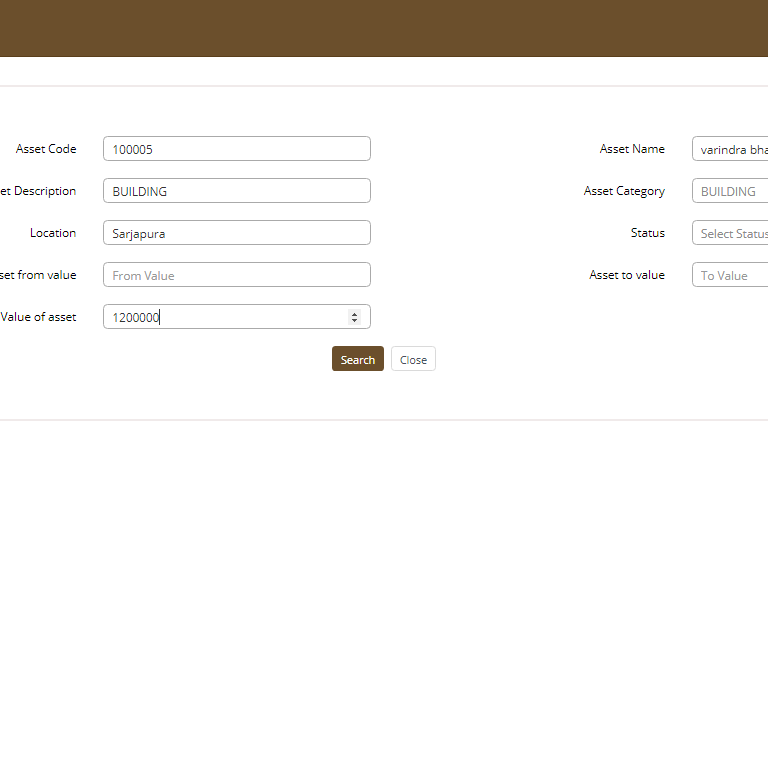 Asset Code 100005 Asset Name varindra bha
et Description BUILDING Asset Category BUILDING
Location Sarjapura Status Select Status
set from value From Value Asset to value To Value
Value of asset 1200000
Search Close